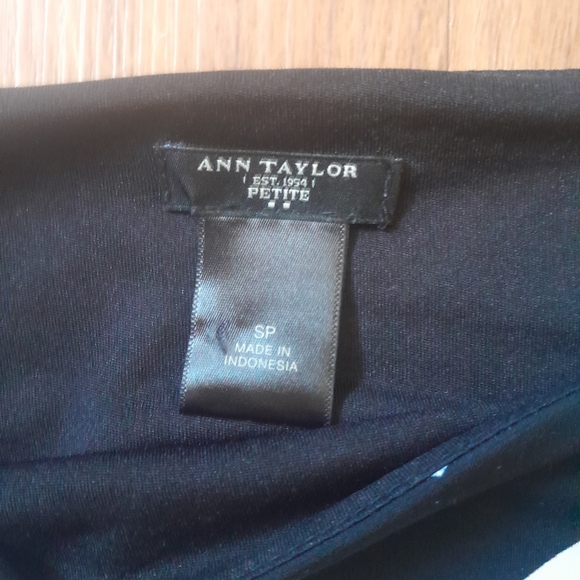 ANN TAYLOR
EST. 1954
PETITE
SP
MADE IN
INDONESIA